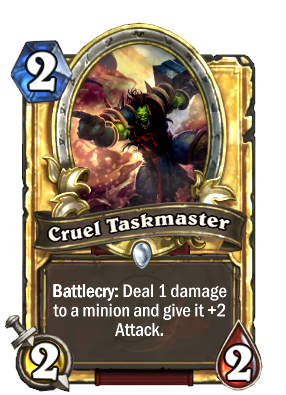 2
Cruel Taskmaster
Battlecry: Deal 1 damage
to a minion and give it +2
Attack.
2
2